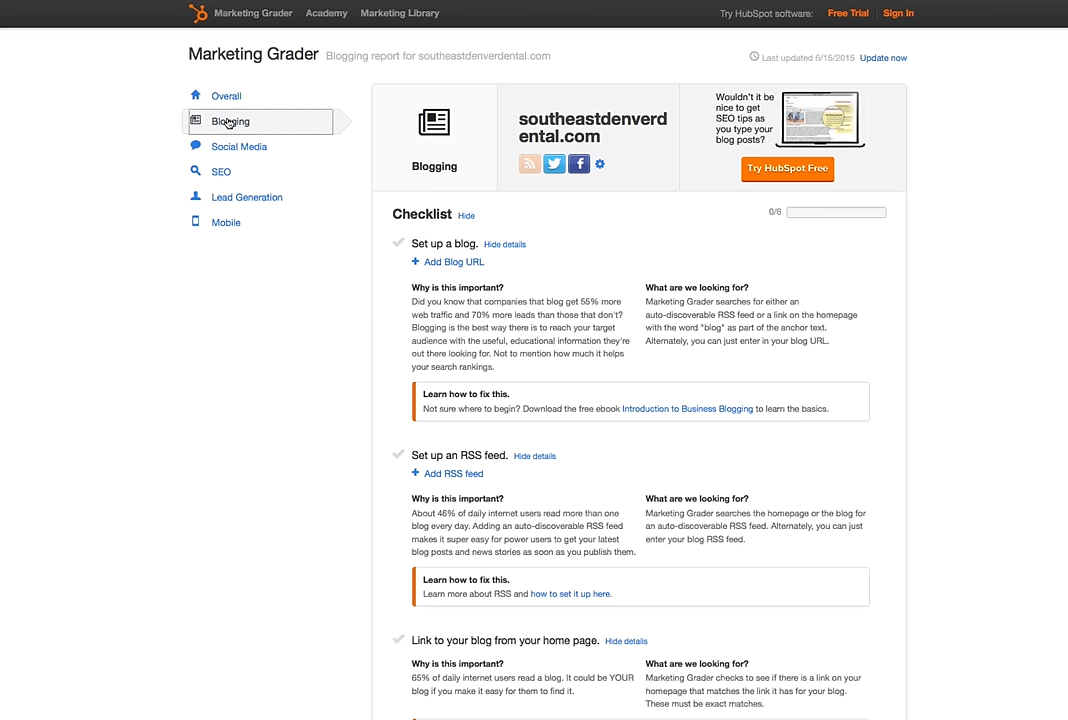 Marketing Grader Academy Marketing Library Try HubSpot software: Free Trial Sign In
Marketing Grader Blogging report for southeastdenverdental.com Last updated 6/15/2015 Update now
Overall
Blogging
Social Media
SEO
Lead Generation
Mobile
Blogging
southeastdenverd
ental.com
Wouldn't it be
nice to get
SEO tips as
you type your
blog posts?
Try HubSpot Free
Checklist Hide 0/6
Set up a blog. Hide details
+ Add Blog URL
Why is this important?
Did you know that companies that blog get 55% more
web traffic and 70% more leads than those that don't?
Blogging is the best way there is to reach your target
audience with the useful, educational information they're
out there looking for. Not to mention how much it helps
your search rankings.
What are we looking for?
Marketing Grader searches for either an
auto-discoverable RSS feed or a link on the homepage
with the word "blog" as part of the anchor text.
Alternately, you can just enter in your blog URL.
Learn how to fix this.
Not sure where to begin? Download the free ebook Introduction to Business Blogging to learn the basics.
Set up an RSS feed. Hide details
+ Add RSS feed
Why is this important?
About 46% of daily internet users read more than one
blog every day. Adding an auto-discoverable RSS feed
makes it super easy for power users to get your latest
blog posts and news stories as soon as you publish them.
What are we looking for?
Marketing Grader searches the homepage or the blog for
an auto-discoverable RSS feed. Alternately, you can just
enter your blog RSS feed.
Learn how to fix this.
Learn more about RSS and how to set it up here.
Link to your blog from your home page. Hide details
Why is this important?
65% of daily internet users read a blog. It could be YOUR
blog if you make it easy for them to find it.
What are we looking for?
Marketing Grader checks to see if there is a link on your
homepage that matches the link it has for your blog.
These must be exact matches.